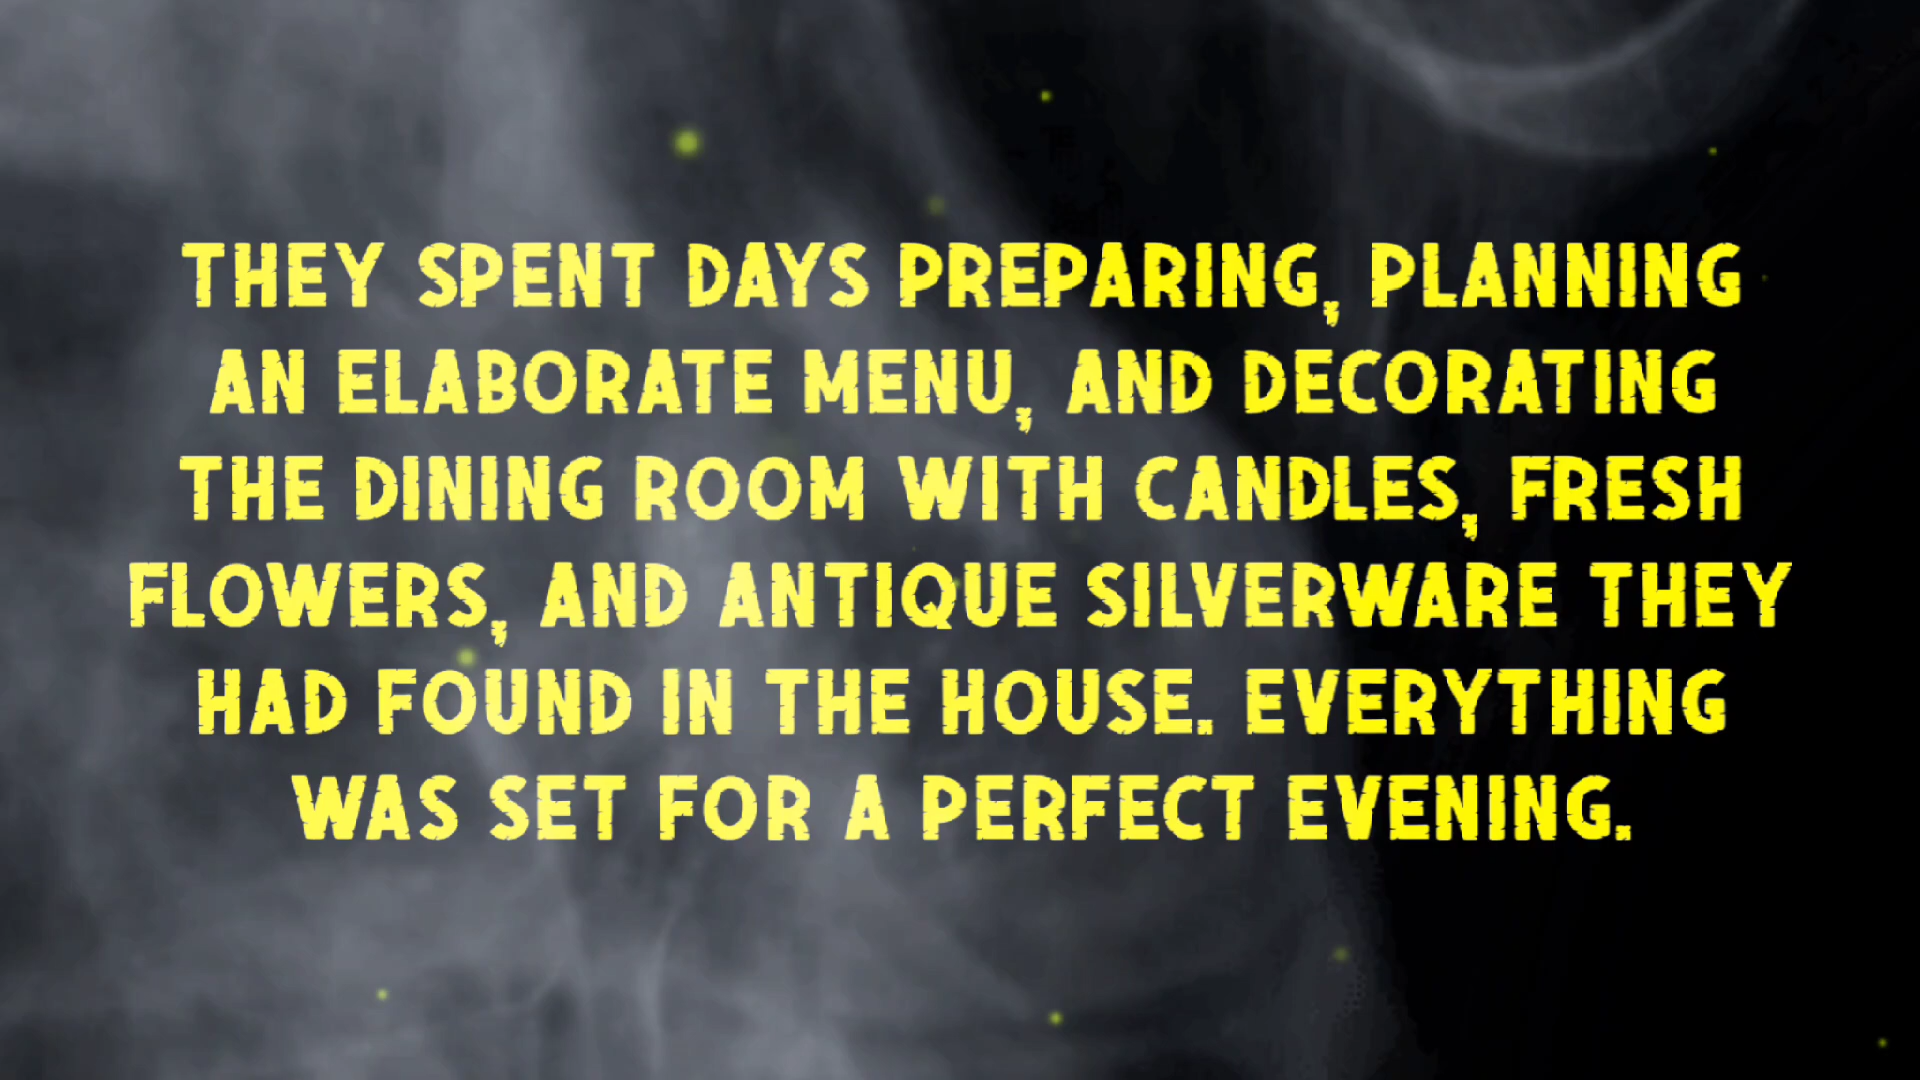 THEY SPENT DAYS PREPARING, PLANNING
AN ELABORATE MENU, AND DECORATING
THE DINING ROOM WITH CANDLES, FRESH
FLOWERS, AND ANTIQUE SILVERWARE THEY
HAD FOUND IN THE HOUSE. EVERYTHING
WAS SET FOR A PERFECT EVENING.